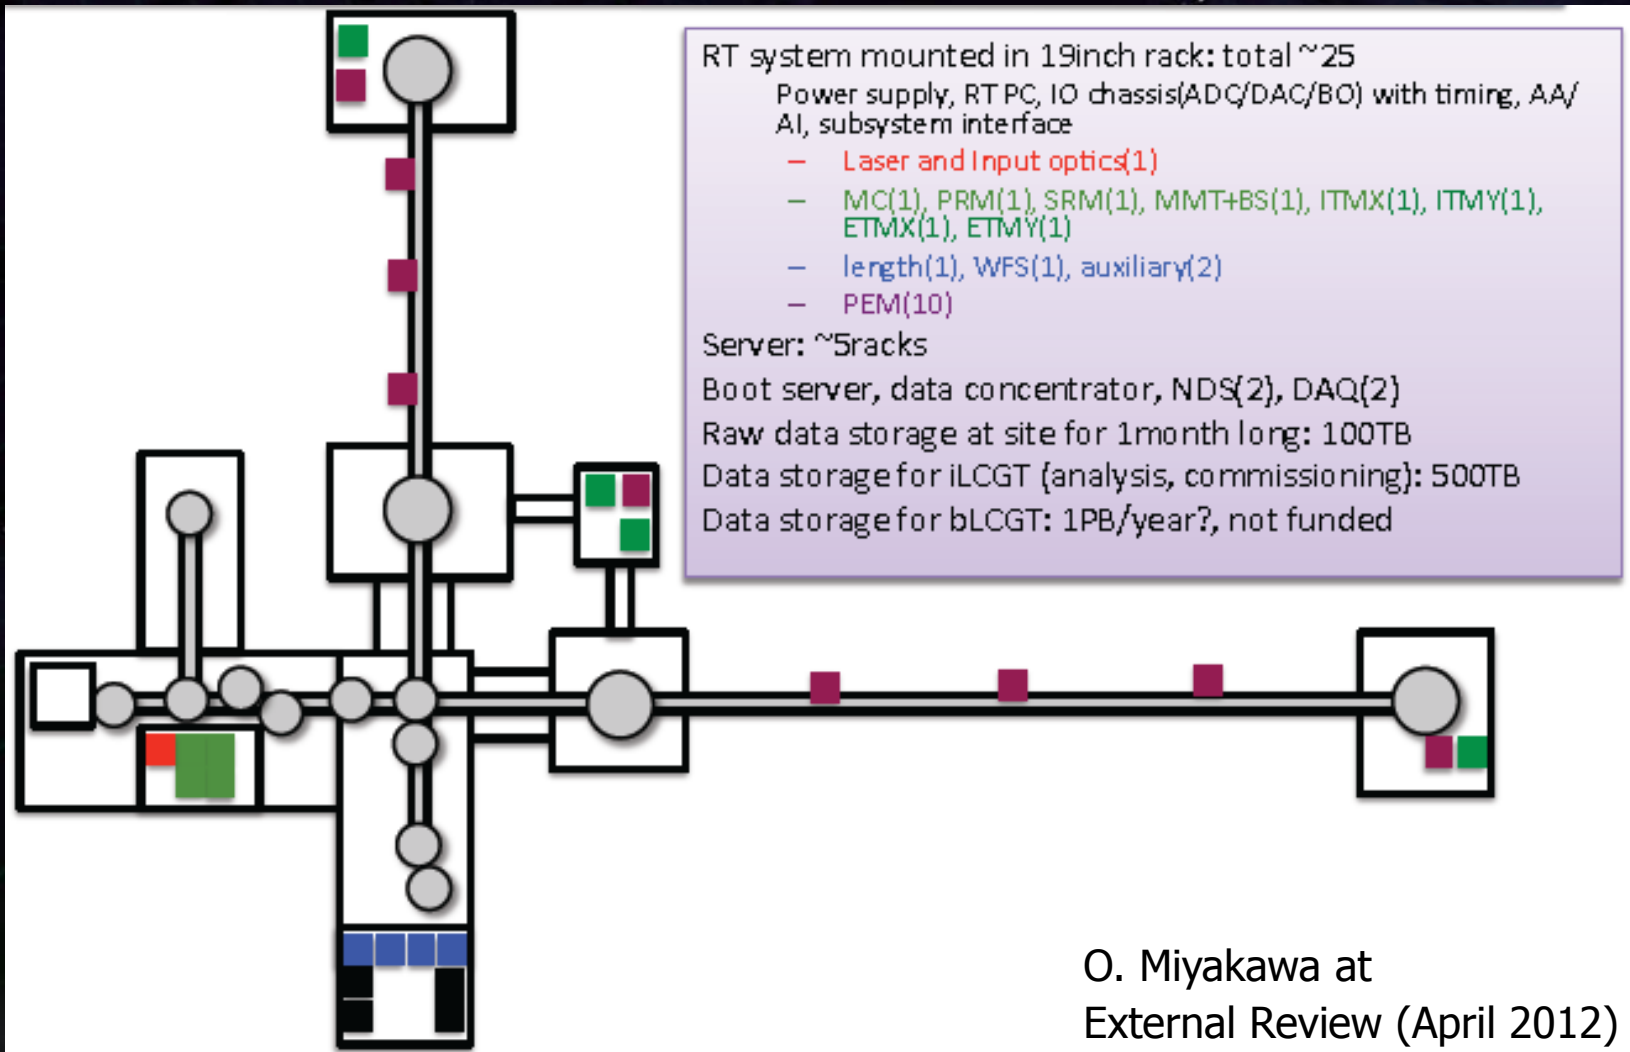 RT system mounted in 19inch rack: total ~25
Power supply, RT PC, IO chassis(ADC/DAC/BO) with timing, AA/
AI, subsystem interface
– Laser and Input optics(1)
– MC(1), PRM(1), SRM(1), MMT+BS(1), ITMX(1), ITMY(1),
ETMX(1), ETMY(1)
– length(1), WFS(1), auxiliary(2)
– PEM(10)
Server: ~5racks
Boot server, data concentrator, NDS(2), DAQ(2)
Raw data storage at site for 1month long: 100TB
Data storage for iLCGT (analysis, commissioning): 500TB
Data storage for bLCGT: 1PB/year?, not funded
O. Miyakawa at
External Review (April 2012)